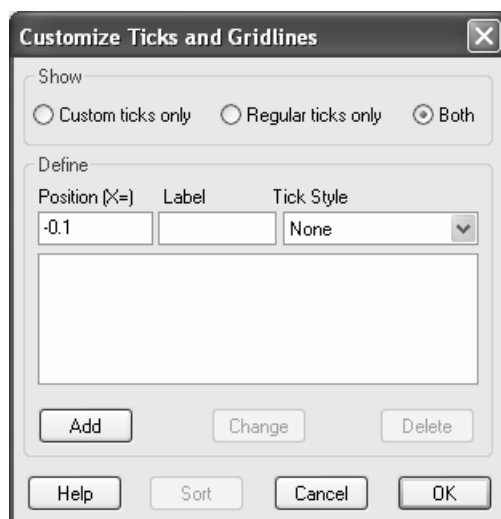 Customize Ticks and Gridlines
Show
Custom ticks only Regular ticks only Both
Define
Position (X=) Label Tick Style
-0.1 None
Add Change Delete
Help Sort Cancel OK